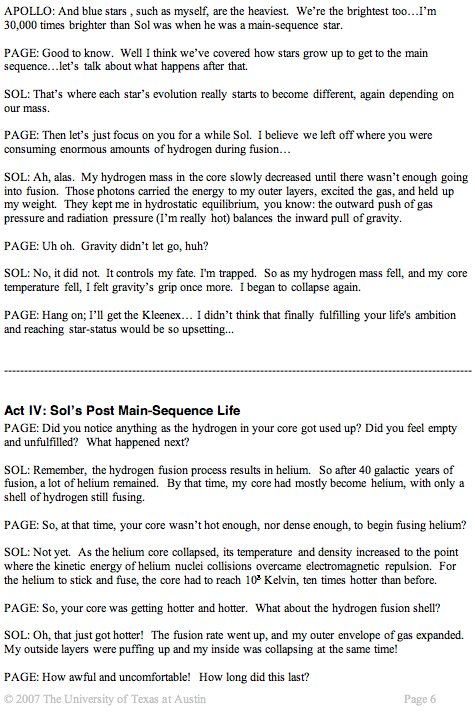 APOLLO: And blue stars , such as myself, are the heaviest.  We're the brightest too…I'm
30,000 times brighter than Sol was when he was a main-sequence star.
PAGE: Good to know.  Well I think we've covered how stars grow up to get to the main
sequence…let's talk about what happens after that.
SOL: That's where each star's evolution really starts to become different, again depending on
our mass.
PAGE: Then let's just focus on you for a while Sol.  I believe we left off where you were
consuming enormous amounts of hydrogen during fusion…
SOL: Ah, alas.  My hydrogen mass in the core slowly decreased until there wasn't enough going
into fusion.  Those photons carried the energy to my outer layers, excited the gas, and held up
my weight.  They kept me in hydrostatic equilibrium, you know: the outward push of gas
pressure and radiation pressure (I'm really hot) balances the inward pull of gravity.
PAGE: Uh oh.  Gravity didn't let go, huh?
SOL: No, it did not.  It controls my fate. I'm trapped.  So as my hydrogen mass fell, and my core
temperature fell, I felt gravity's grip once more.  I began to collapse again.
PAGE: Hang on; I'll get the Kleenex… I didn't think that finally fulfilling your life's ambition
and reaching star-status would be so upsetting...
Act IV: Sol's Post Main-Sequence Life
PAGE: Did you notice anything as the hydrogen in your core got used up? Did you feel empty
and unfulfilled?  What happened next?
SOL: Remember, the hydrogen fusion process results in helium.  So after 40 galactic years of
fusion, a lot of helium remained.  By that time, my core had mostly become helium, with only a
shell of hydrogen still fusing.
PAGE: So, at that time, your core wasn't hot enough, nor dense enough, to begin fusing helium?
SOL: Not yet.  As the helium core collapsed, its temperature and density increased to the point
where the kinetic energy of helium nuclei collisions overcame electromagnetic repulsion.  For
the helium to stick and fuse, the core had to reach 10⁸ Kelvin, ten times hotter than before.
PAGE: So, your core was getting hotter and hotter.  What about the hydrogen fusion shell?
SOL: Oh, that just got hotter!  The fusion rate went up, and my outer envelope of gas expanded.
My outside layers were puffing up and my inside was collapsing at the same time!
PAGE: How awful and uncomfortable!  How long did this last?
© 2007 The University of Texas at Austin Page 6